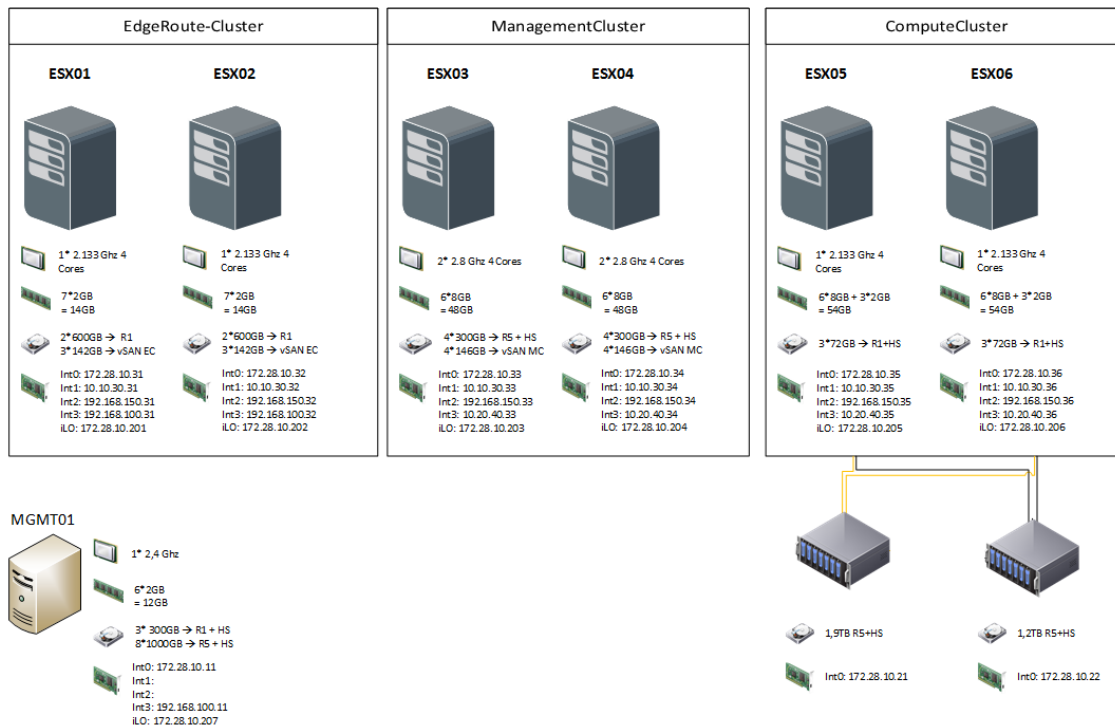 EdgeRoute-Cluster
ESX01
ESX02
1* 2.133 Ghz 4
Cores
7*2GB
= 14GB
2*600GB → R1
3*142GB → vSAN EC
Int0: 172.28.10.31
Int1: 10.10.30.31
Int2: 192.168.150.31
Int3: 192.168.100.31
iLO: 172.28.10.201
1* 2.133 Ghz 4
Cores
7*2GB
= 14GB
2*600GB → R1
3*142GB → vSAN EC
Int0: 172.28.10.32
Int1: 10.10.30.32
Int2: 192.168.150.32
Int3: 192.168.100.32
iLO: 172.28.10.202
ManagementCluster
ESX03
ESX04
2* 2.8 Ghz 4 Cores
6*8GB
= 48GB
4*300GB → R5 + HS
4*146GB → vSAN MC
Int0: 172.28.10.33
Int1: 10.10.30.33
Int2: 192.168.150.33
Int3: 10.20.40.33
iLO: 172.28.10.203
2* 2.8 Ghz 4 Cores
6*8GB
= 48GB
4*300GB → R5 + HS
4*146GB → vSAN MC
Int0: 172.28.10.34
Int1: 10.10.30.34
Int2: 192.168.150.34
Int3: 10.20.40.34
iLO: 172.28.10.204
ComputeCluster
ESX05
ESX06
1* 2.133 Ghz 4
Cores
6*8GB + 3*2GB
= 54GB
3*72GB → R1+HS
Int0: 172.28.10.35
Int1: 10.10.30.35
Int2: 192.168.150.35
Int3: 10.20.40.35
iLO: 172.28.10.205
1* 2.133 Ghz 4
Cores
6*8GB + 3*2GB
= 54GB
3*72GB → R1+HS
Int0: 172.28.10.36
Int1: 10.10.30.36
Int2: 192.168.150.36
Int3: 10.20.40.36
iLO: 172.28.10.206
MGMT01
1* 2,4 Ghz
6*2GB
= 12GB
3* 300GB → R1 + HS
8*1000GB → R5 + HS
Int0: 172.28.10.11
Int1:
Int2:
Int3: 192.168.100.11
iLO: 172.28.10.207
1,9TB R5+HS
Int0: 172.28.10.21
1,2TB R5+HS
Int0: 172.28.10.22